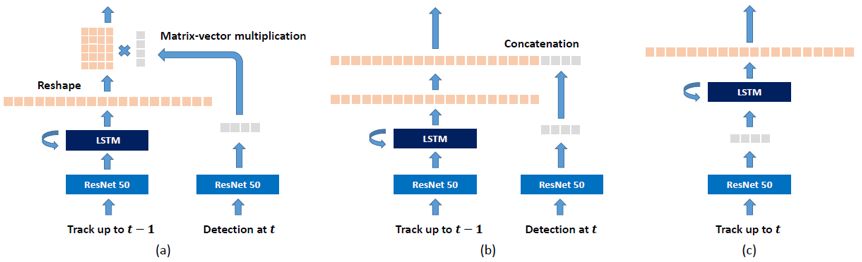 Matrix-vector multiplication
Reshape
LSTM
ResNet 50
ResNet 50
Track up to t − 1
Detection at t
(a)
Concatenation
LSTM
ResNet 50
ResNet 50
Track up to t − 1
Detection at t
(b)
LSTM
ResNet 50
Track up to t
(c)